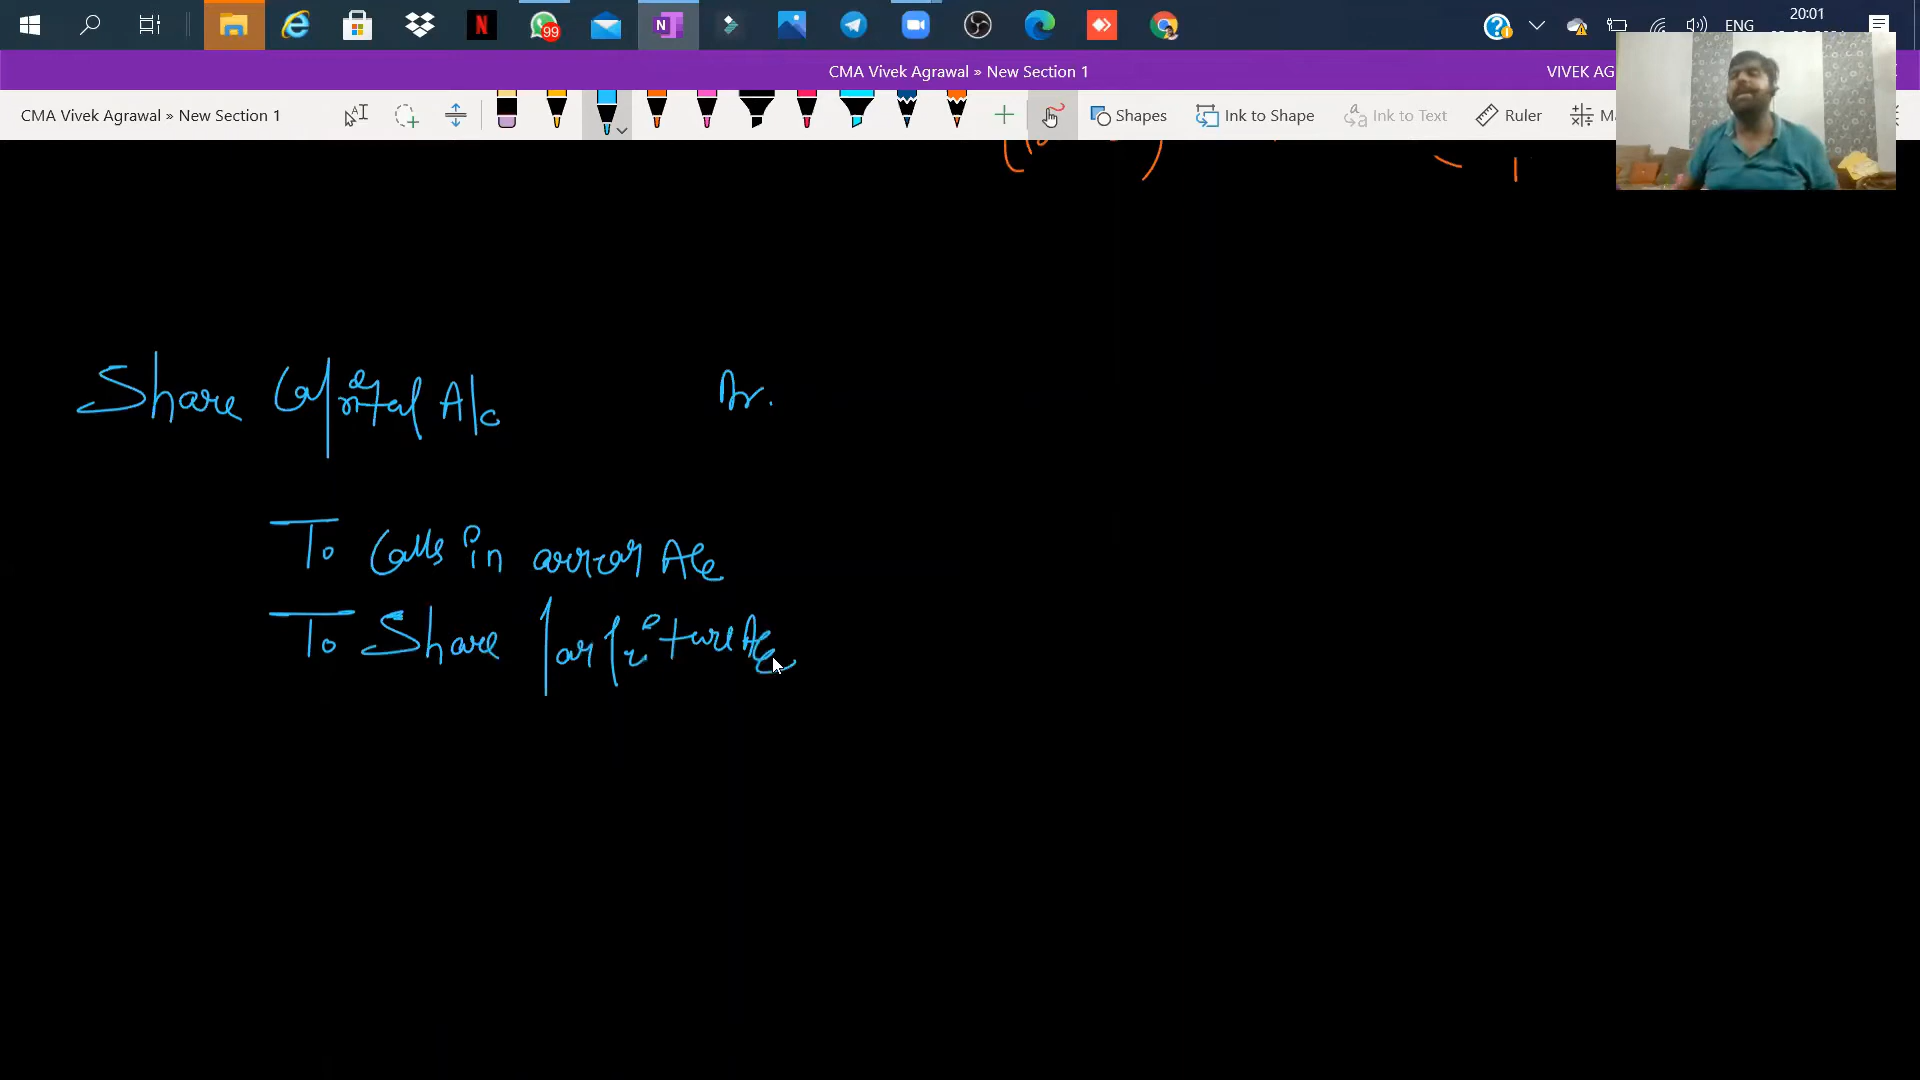 99
ENG
20:01
CMA Vivek Agrawal » New Section 1
VIVEK AG
CMA Vivek Agrawal » New Section 1
Shapes
Ink to Shape
Ink to Text
Ruler
Share Capital A/c Dr.
To Calls in arrear A/c
To Share Forfeiture A/c